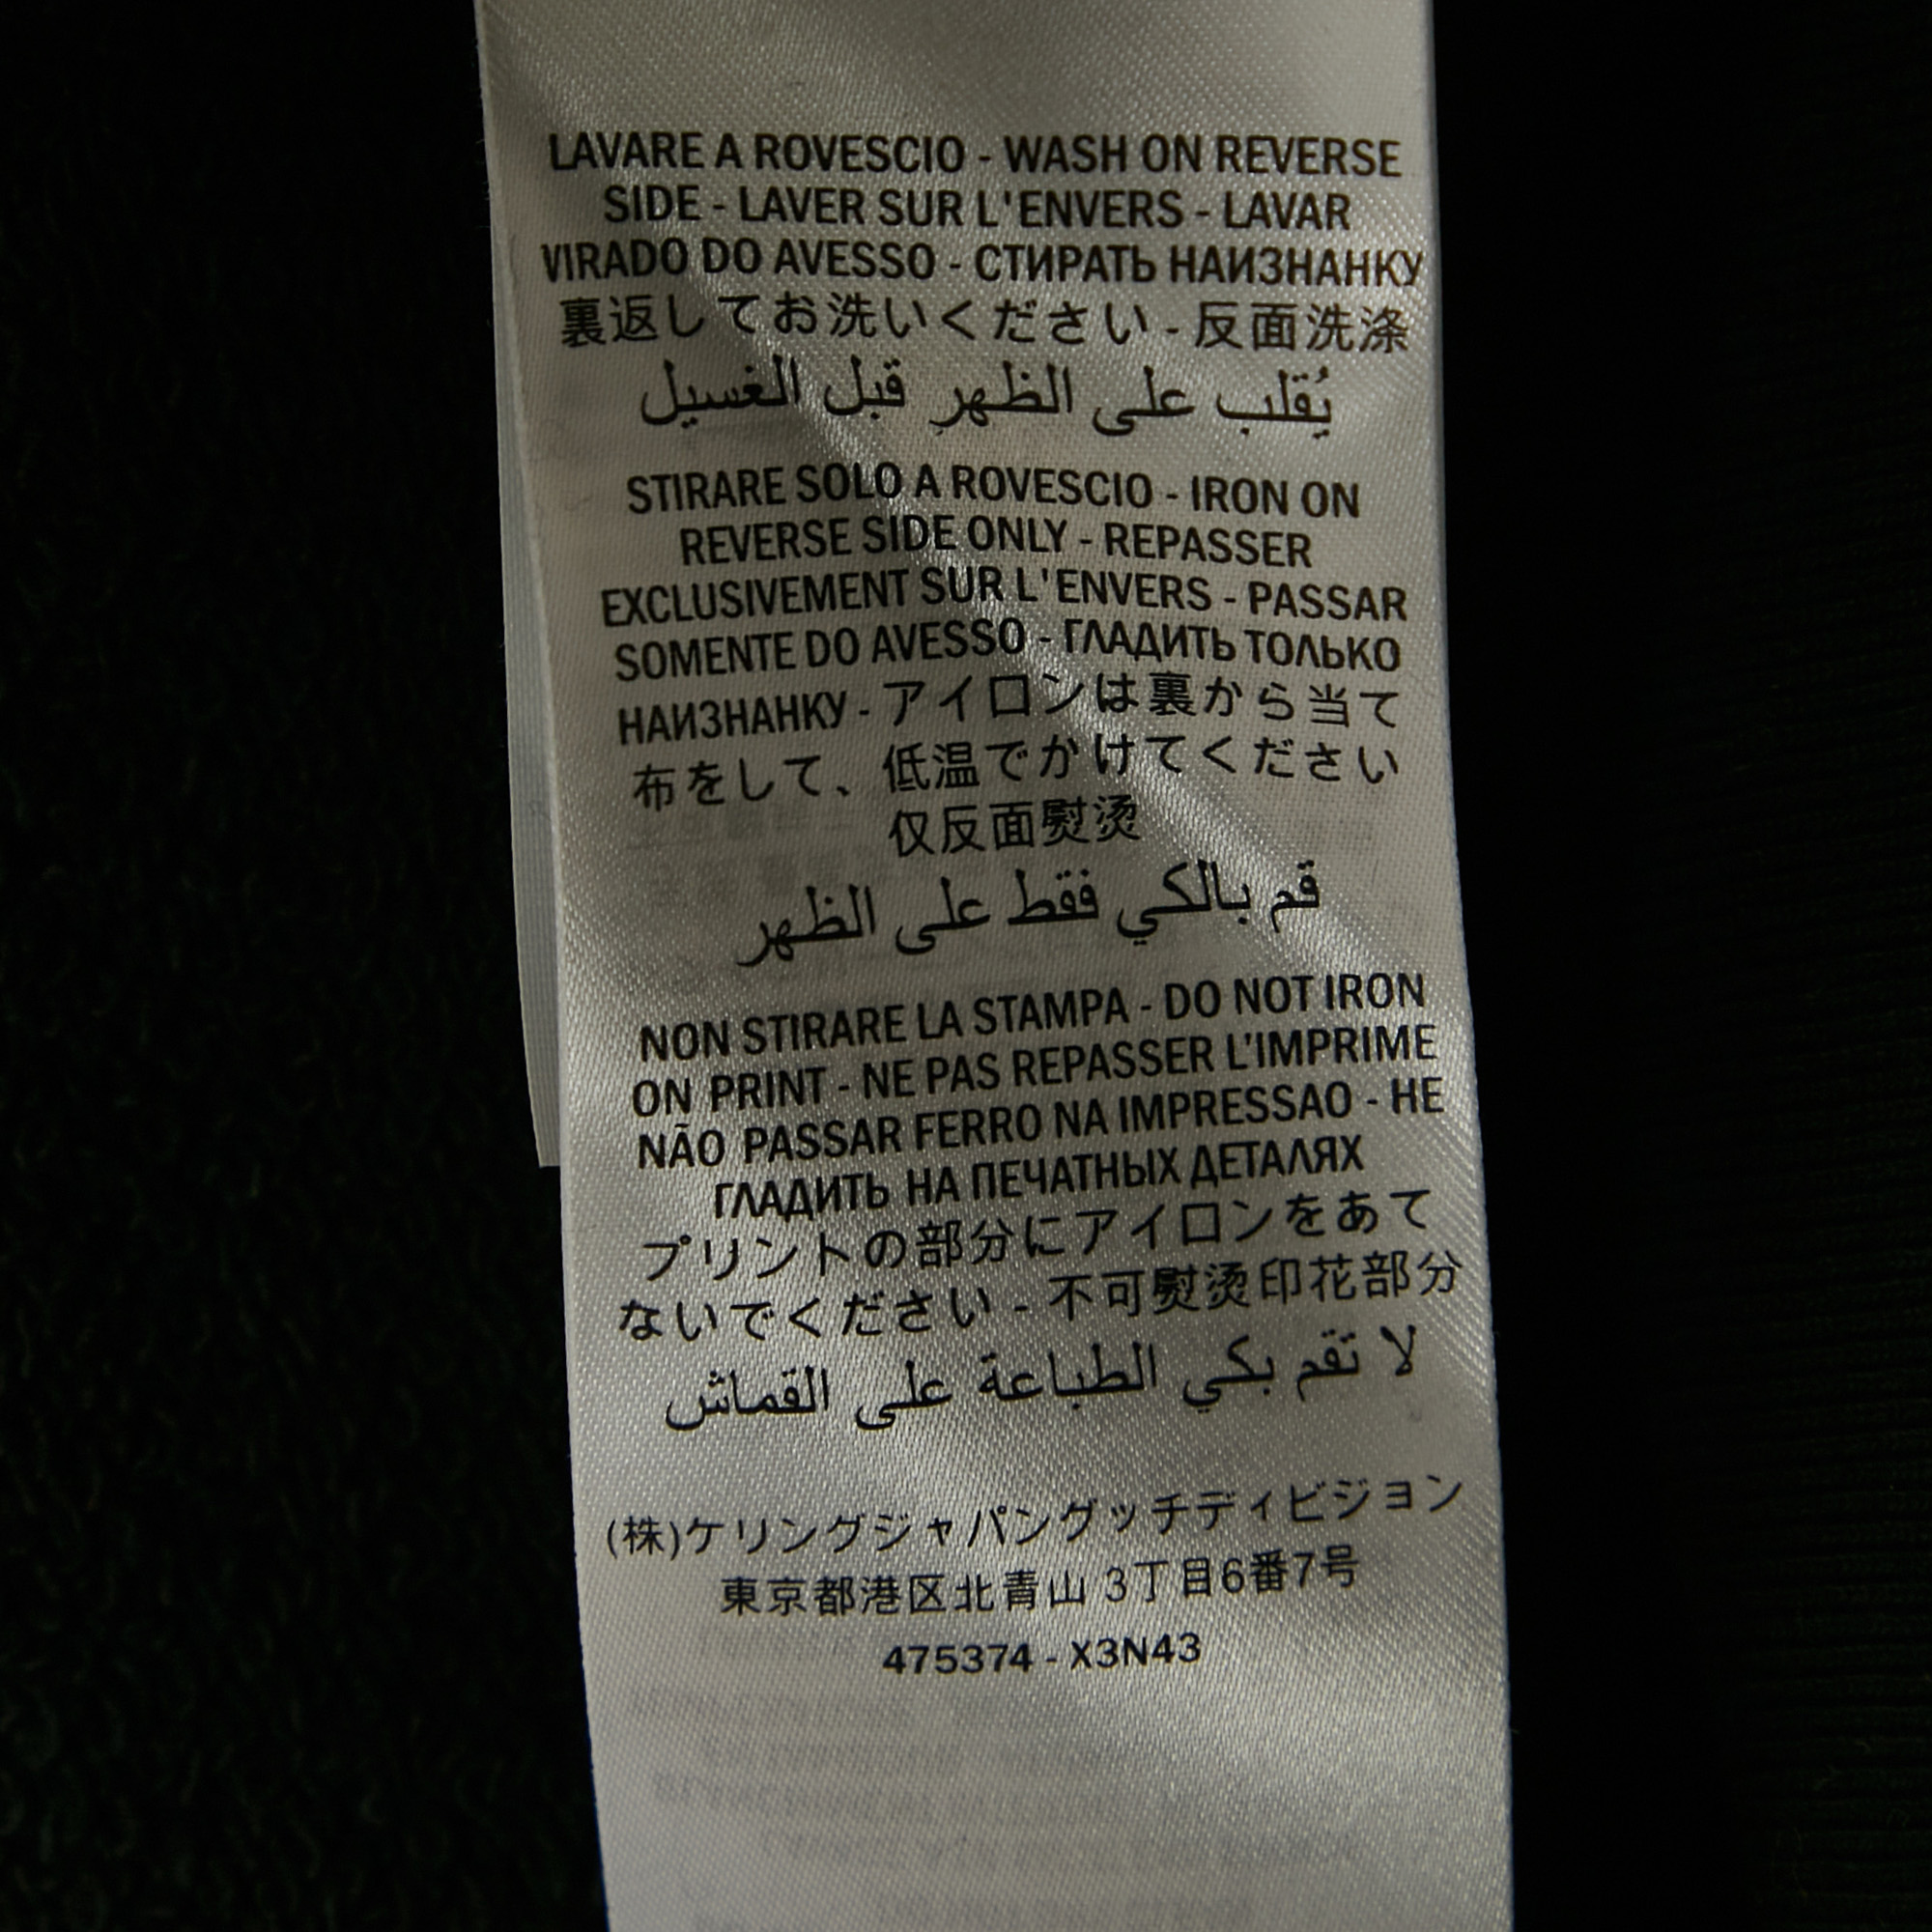 LAVARE A ROVESCIO - WASH ON REVERSE
SIDE - LAVER SUR L'ENVERS - LAVAR
VIRADO DO AVESSO - СТИРАТЬ НАИЗНАНКУ
裏返してお洗いください - 反面洗涤
يُقلب على الظهر قبل الغسيل
STIRARE SOLO A ROVESCIO - IRON ON
REVERSE SIDE ONLY - REPASSER
EXCLUSIVEMENT SUR L'ENVERS - PASSAR
SOMENTE DO AVESSO - ГЛАДИТЬ ТОЛЬКО
НАИЗНАНКУ - アイロンは裏から当て
布をして、低温でかけてください
仅反面熨烫
قم بالكي فقط على الظهر
NON STIRARE LA STAMPA - DO NOT IRON
ON PRINT - NE PAS REPASSER L'IMPRIME
NÃO PASSAR FERRO NA IMPRESSAO - НЕ
ГЛАДИТЬ НА ПЕЧАТНЫХ ДЕТАЛЯХ
プリントの部分にアイロンをあて
ないでください - 不可熨烫印花部分
لا تقم بكي الطباعة على القماش
(株)ケリングジャパングッチディビジョン
東京都港区北青山 3丁目6番7号
475374 - X3N43